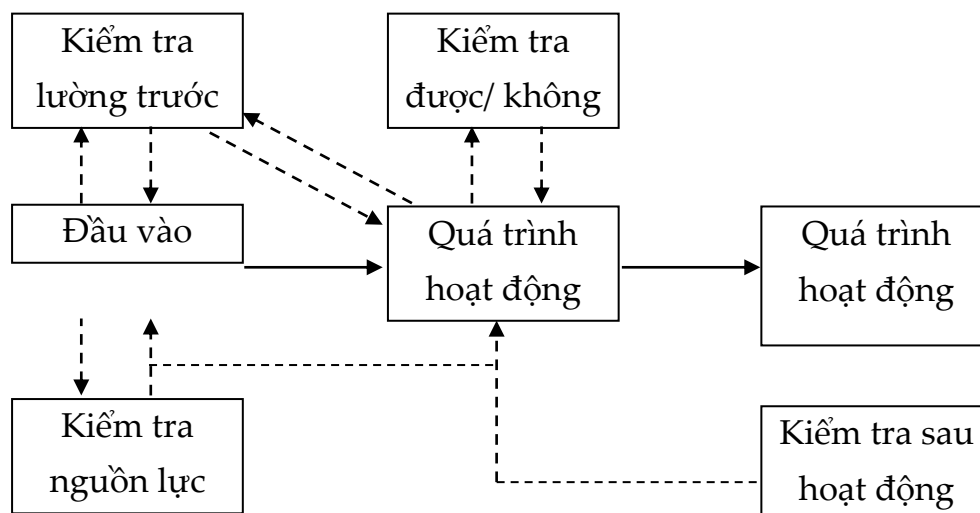 Kiểm tra
lường trước
Kiểm tra
được/ không
Đầu vào
Quá trình
hoạt động
Quá trình
hoạt động
Kiểm tra
nguồn lực
Kiểm tra sau
hoạt động